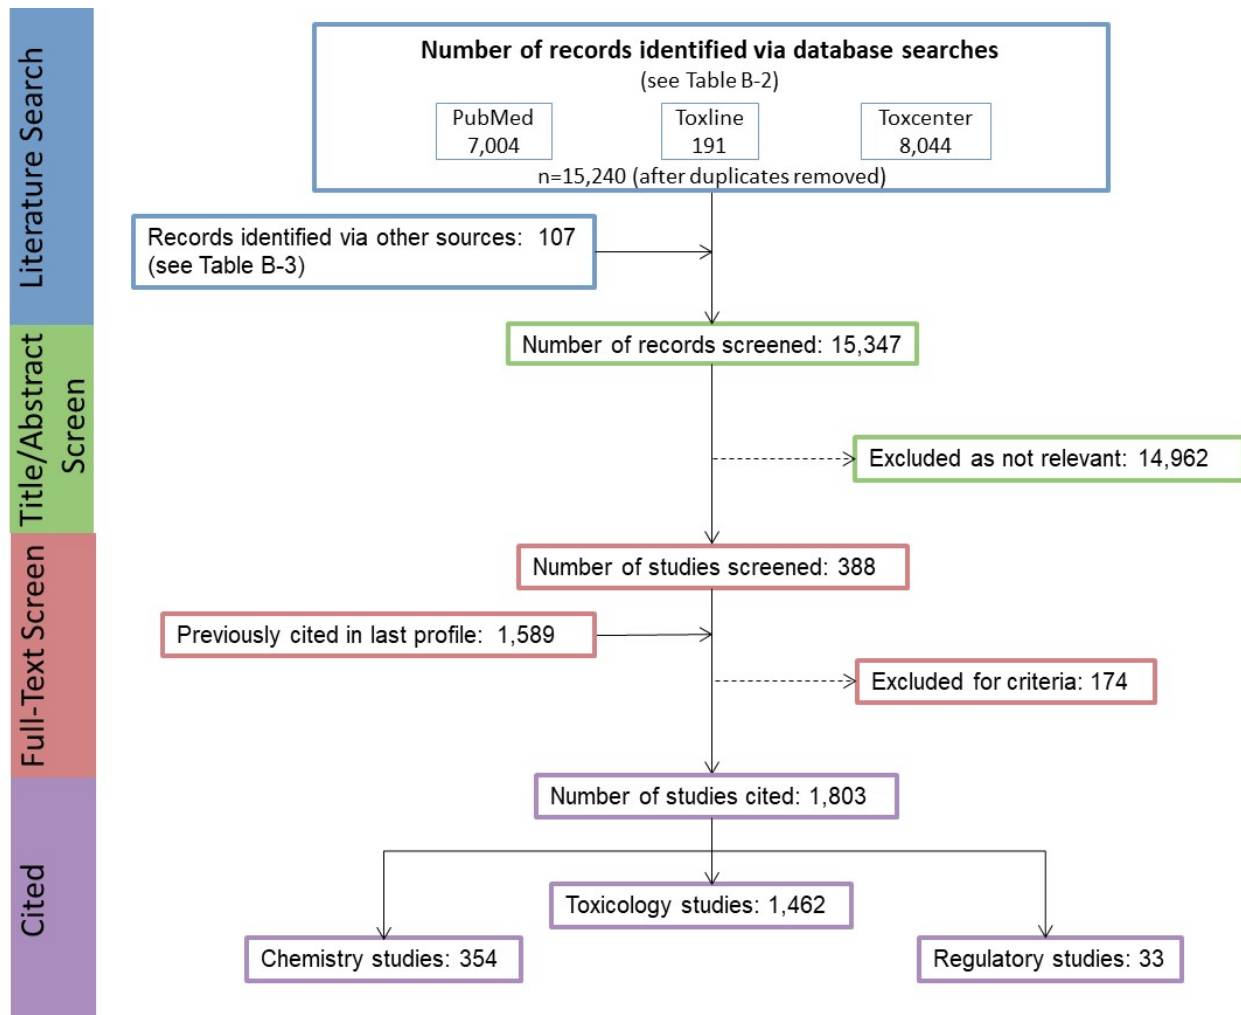 Literature Search
Number of records identified via database searches
(see Table B-2)
PubMed
7,004
Toxline
191
Toxcenter
8,044
n=15,240 (after duplicates removed)
Records identified via other sources: 107
(see Table B-3)
Title/Abstract
Screen
Number of records screened: 15,347
Excluded as not relevant: 14,962
Full-Text Screen
Number of studies screened: 388
Previously cited in last profile: 1,589
Excluded for criteria: 174
Cited
Number of studies cited: 1,803
Toxicology studies: 1,462
Chemistry studies: 354
Regulatory studies: 33